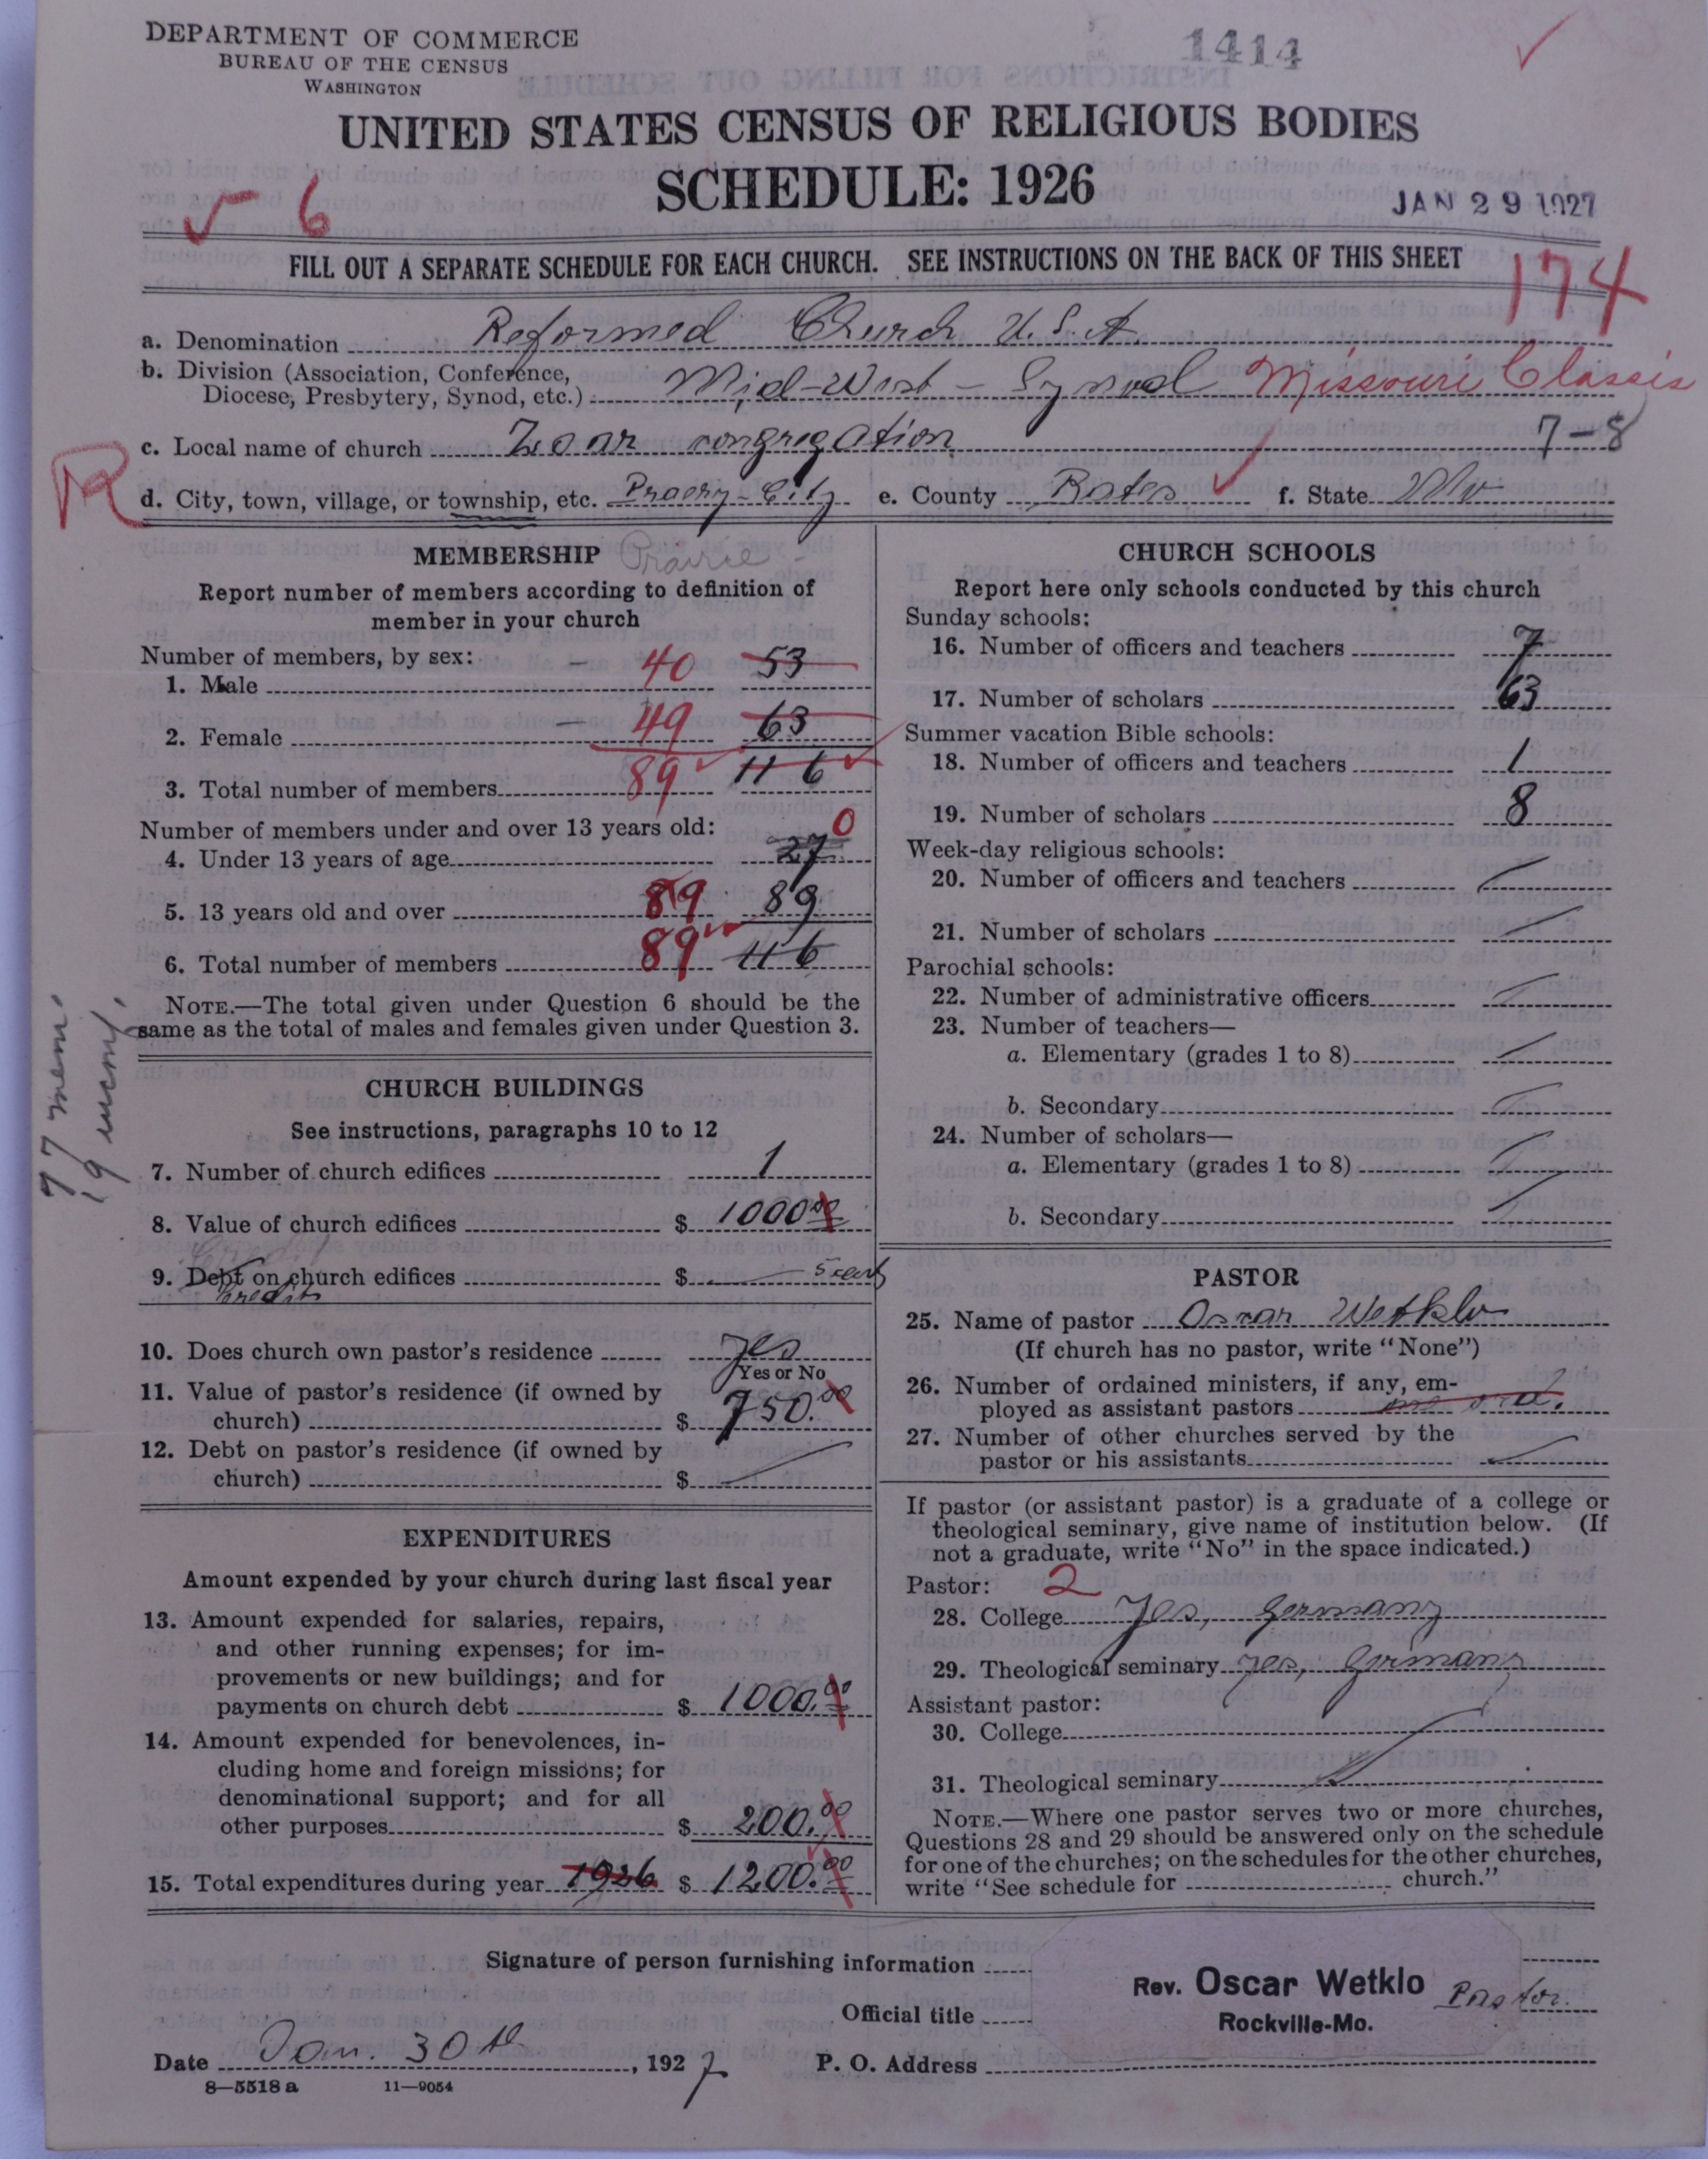 DEPARTMENT OF COMMERCE
BUREAU OF THE CENSUS
WASHINGTON
1414
UNITED STATES CENSUS OF RELIGIOUS BODIES
SCHEDULE: 1926
6
JAN 29 1927
FILL OUT A SEPARATE SCHEDULE FOR EACH CHURCH. SEE INSTRUCTIONS ON THE BACK OF THIS SHEET
174
a. Denomination Reformed Church U.S.A.
b. Division (Association, Conference,
Diocese, Presbytery, Synod, etc.) Mid-West - Synod Missouri Classis
c. Local name of church Zoar congregation 7-8
R
d. City, town, village, or township, etc. Praery-City e. County Bates f. State Mo
MEMBERSHIP Prairie
Report number of members according to definition of
member in your church
Number of members, by sex:
1. Male 40 53
2. Female 49 63
3. Total number of members 89 116
Number of members under and over 13 years old:
4. Under 13 years of age 27 0
5. 13 years old and over 89 89
6. Total number of members 89 116
NOTE.—The total given under Question 6 should be the
same as the total of males and females given under Question 3.
77 mem.
CHURCH BUILDINGS
See instructions, paragraphs 10 to 12
7. Number of church edifices 1
8. Value of church edifices $ 1000.00
9. Debt on church edifices $
Credit
10. Does church own pastor's residence yes
Yes or No
11. Value of pastor's residence (if owned by
church) $ 750.00
12. Debt on pastor's residence (if owned by
church) $
EXPENDITURES
Amount expended by your church during last fiscal year
13. Amount expended for salaries, repairs,
and other running expenses; for im-
provements or new buildings; and for
payments on church debt $ 1000.00
14. Amount expended for benevolences, in-
cluding home and foreign missions; for
denominational support; and for all
other purposes $ 200.00
15. Total expenditures during year 1926 $ 1200.00
CHURCH SCHOOLS
Report here only schools conducted by this church
Sunday schools:
16. Number of officers and teachers 7
17. Number of scholars 63
Summer vacation Bible schools:
18. Number of officers and teachers 1
19. Number of scholars 8
Week-day religious schools:
20. Number of officers and teachers
21. Number of scholars
Parochial schools:
22. Number of administrative officers
23. Number of teachers—
a. Elementary (grades 1 to 8)
b. Secondary
24. Number of scholars—
a. Elementary (grades 1 to 8)
b. Secondary
PASTOR
25. Name of pastor Oscar Wetklo
(If church has no pastor, write "None")
26. Number of ordained ministers, if any, em-
ployed as assistant pastors
27. Number of other churches served by the
pastor or his assistants
If pastor (or assistant pastor) is a graduate of a college or
theological seminary, give name of institution below. (If
not a graduate, write "No" in the space indicated.)
Pastor: 2
28. College Yes, Germany
29. Theological seminary yes, Germany
Assistant pastor:
30. College
31. Theological seminary
NOTE.—Where one pastor serves two or more churches,
Questions 28 and 29 should be answered only on the schedule
for one of the churches; on the schedules for the other churches,
write "See schedule for church."
Signature of person furnishing information
Rev. Oscar Wetklo Pastor.
Official title
Rockville-Mo.
Date Jan. 30th, 1927 P. O. Address
8—5518 a 11—9054